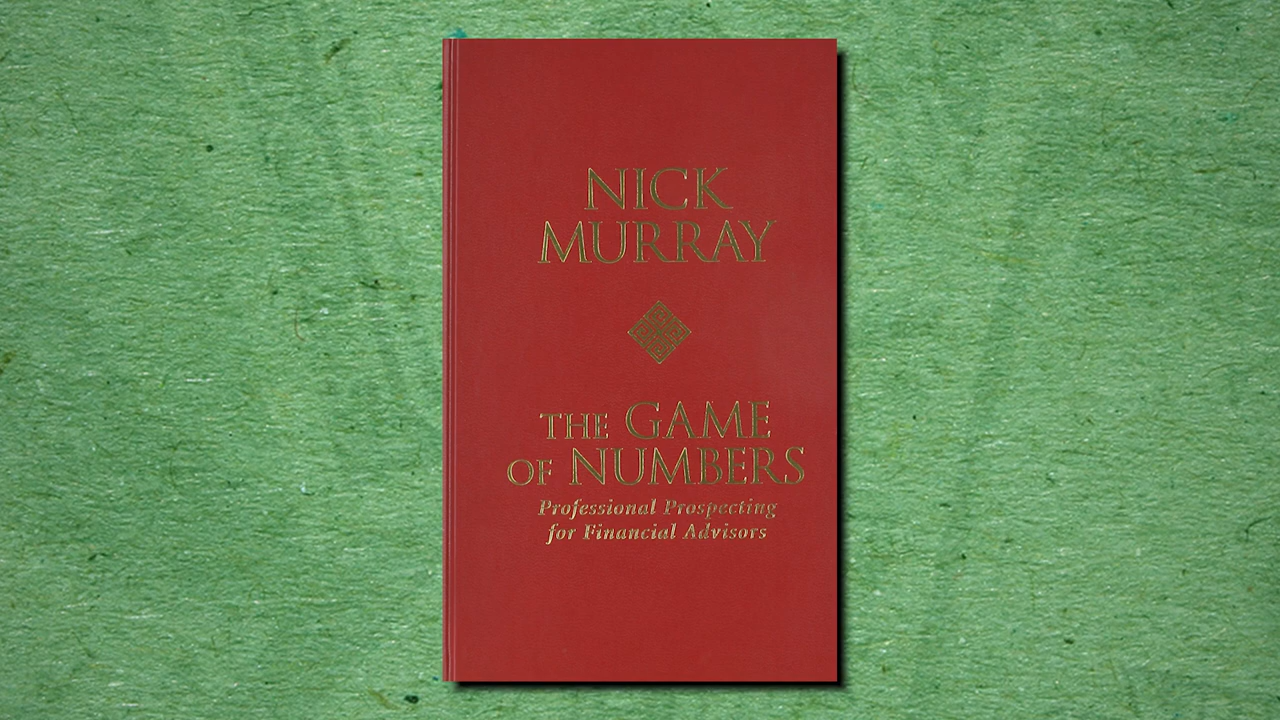 NICK
MURRAY
THE GAME
OF NUMBERS
Professional Prospecting
for Financial Advisors